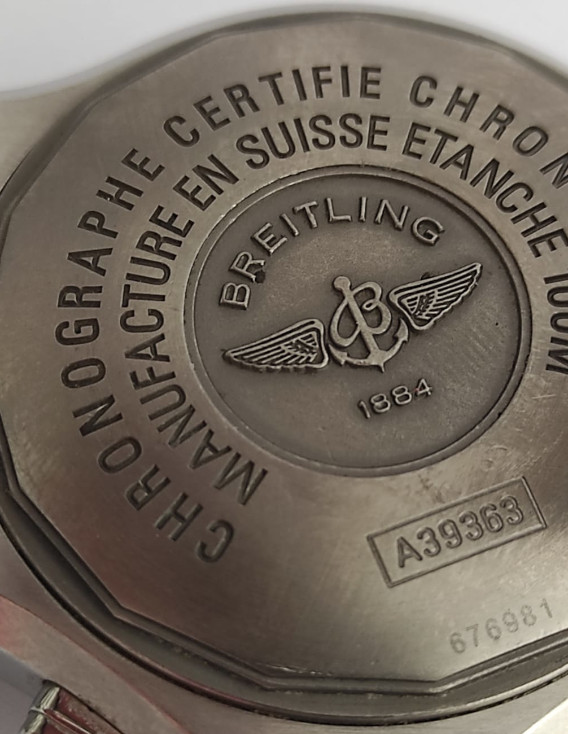 CHRONOGRAPHE CERTIFIE CHRON
MANUFACTURE EN SUISSE ETANCHE 100M
BREITLING
1884
A39363
676981